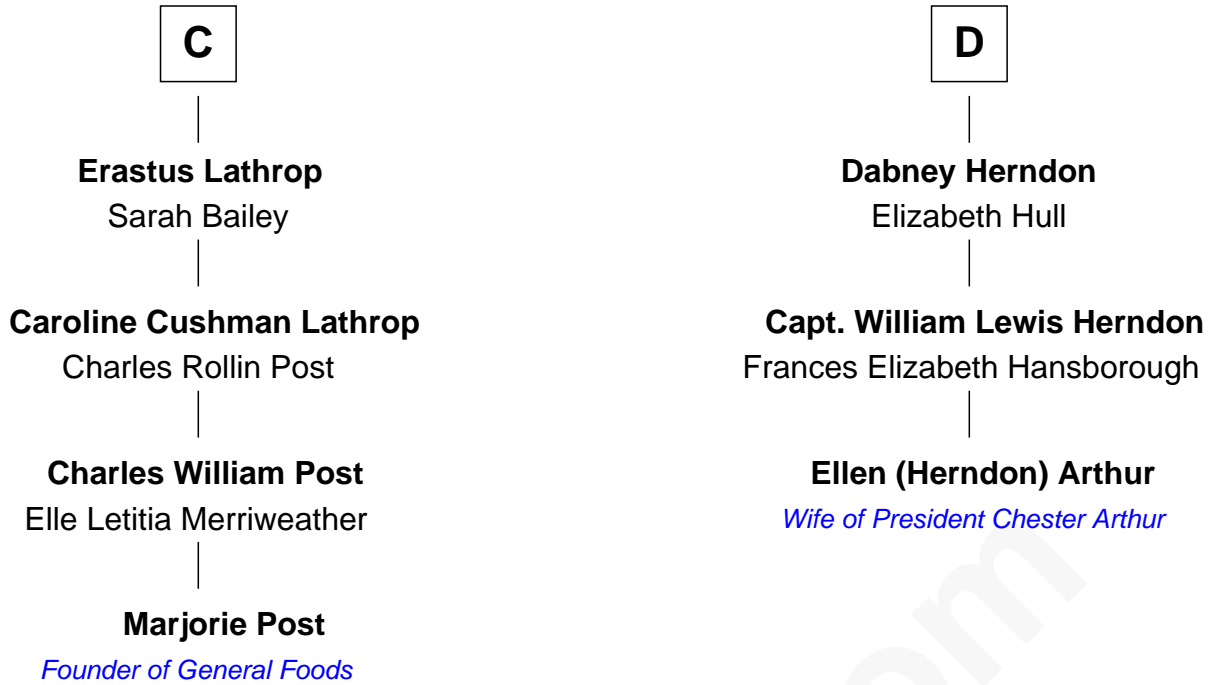 C
Erastus Lathrop
Sarah Bailey
Caroline Cushman Lathrop
Charles Rollin Post
Charles William Post
Elle Letitia Merriweather
Marjorie Post
Founder of General Foods
D
Dabney Herndon
Elizabeth Hull
Capt. William Lewis Herndon
Frances Elizabeth Hansborough
Ellen (Herndon) Arthur
Wife of President Chester Arthur
om